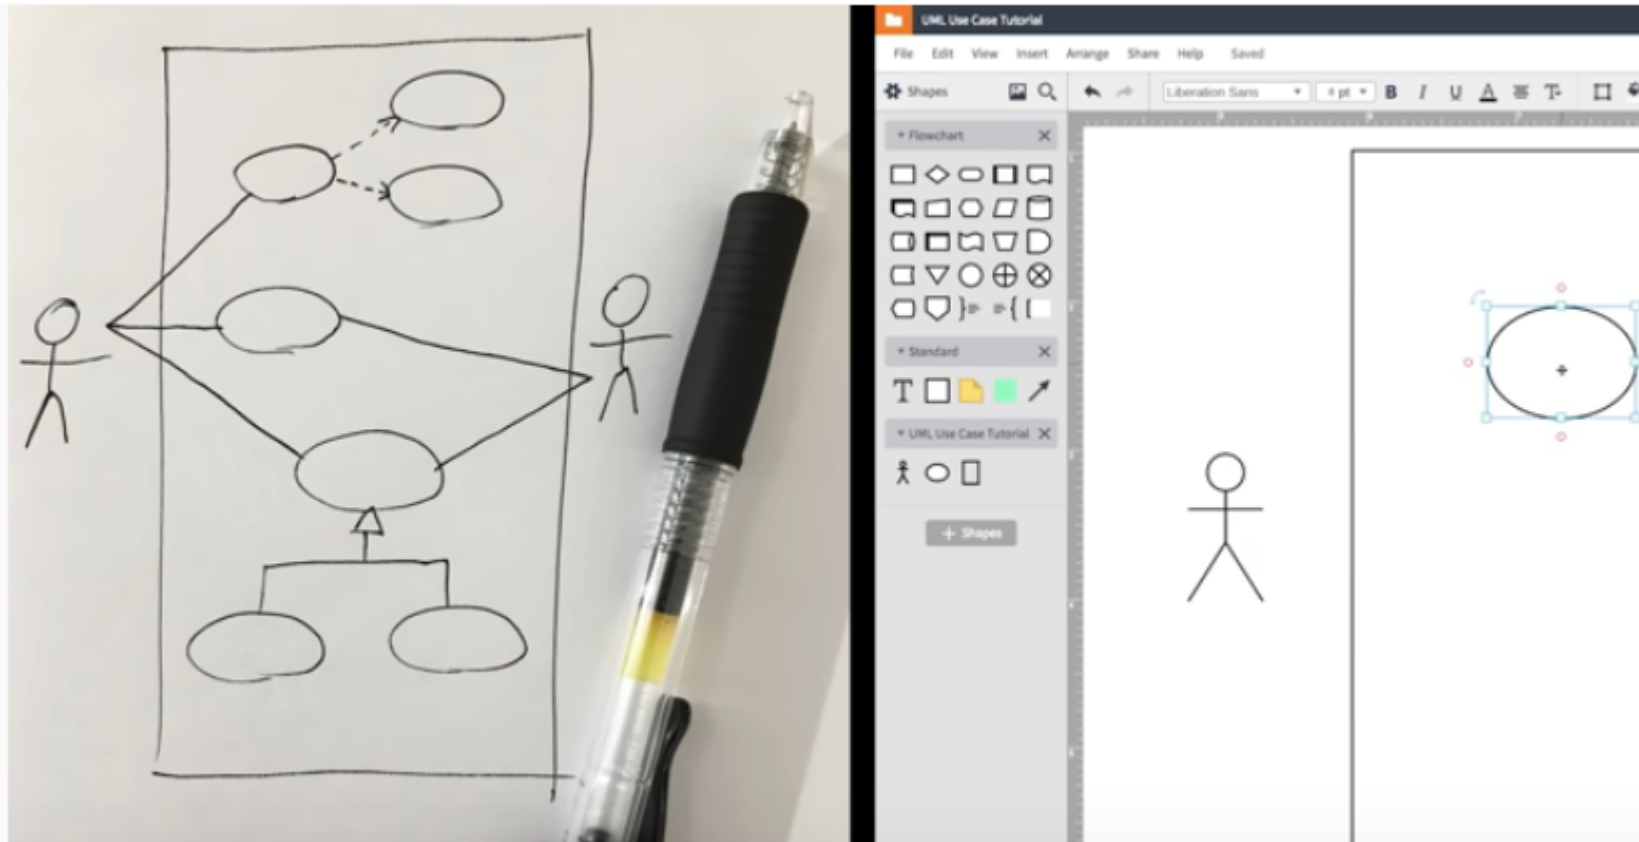 UML Use Case Tutorial
File Edit View Insert Arrange Share Help Saved
Shapes
Liberation Sans
pt
B I U A T
Flowchart
Standard
T
UML Use Case Tutorial
+ Shapes